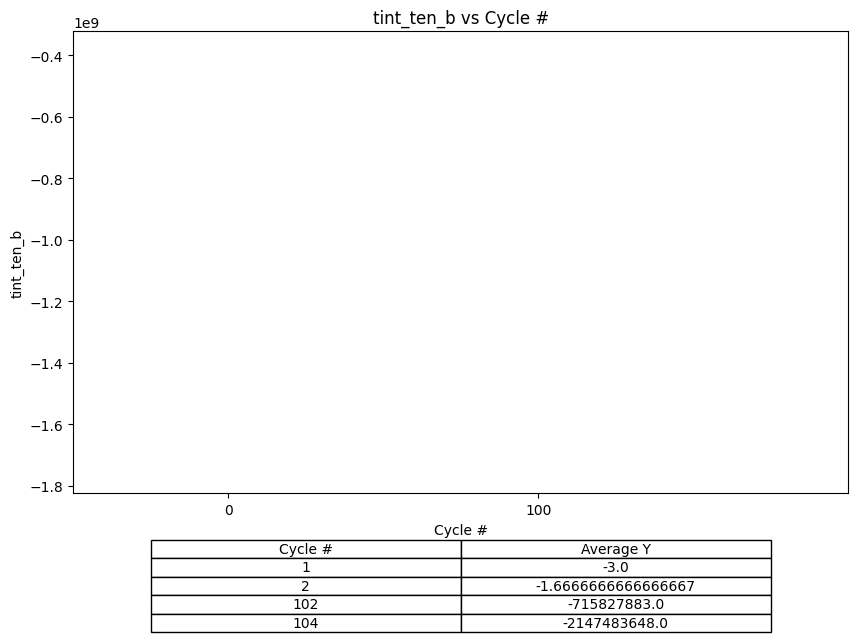 tint_ten_b vs Cycle #
1e9
−0.4
−0.6
−0.8
−1.0
−1.2
−1.4
−1.6
−1.8
tint_ten_b
0 100
Cycle #
Cycle # Average Y
1 -3.0
2 -1.6666666666666667
102 -715827883.0
104 -2147483648.0